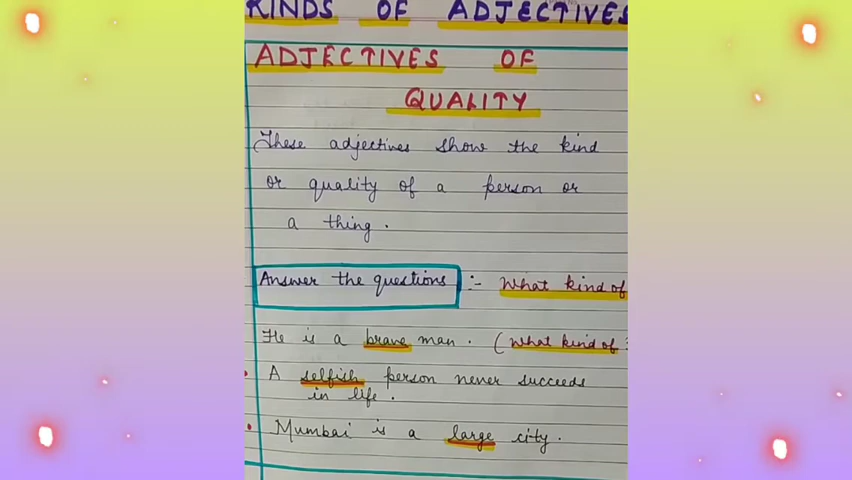 KINDS OF ADJECTIVES
ADJECTIVES OF
QUALITY
These adjectives show the kind
or quality of a person or
a thing.
Answer the questions :- What kind of
He is a brave man. (What kind of
A selfish person never succeeds
in life.
Mumbai is a large city.